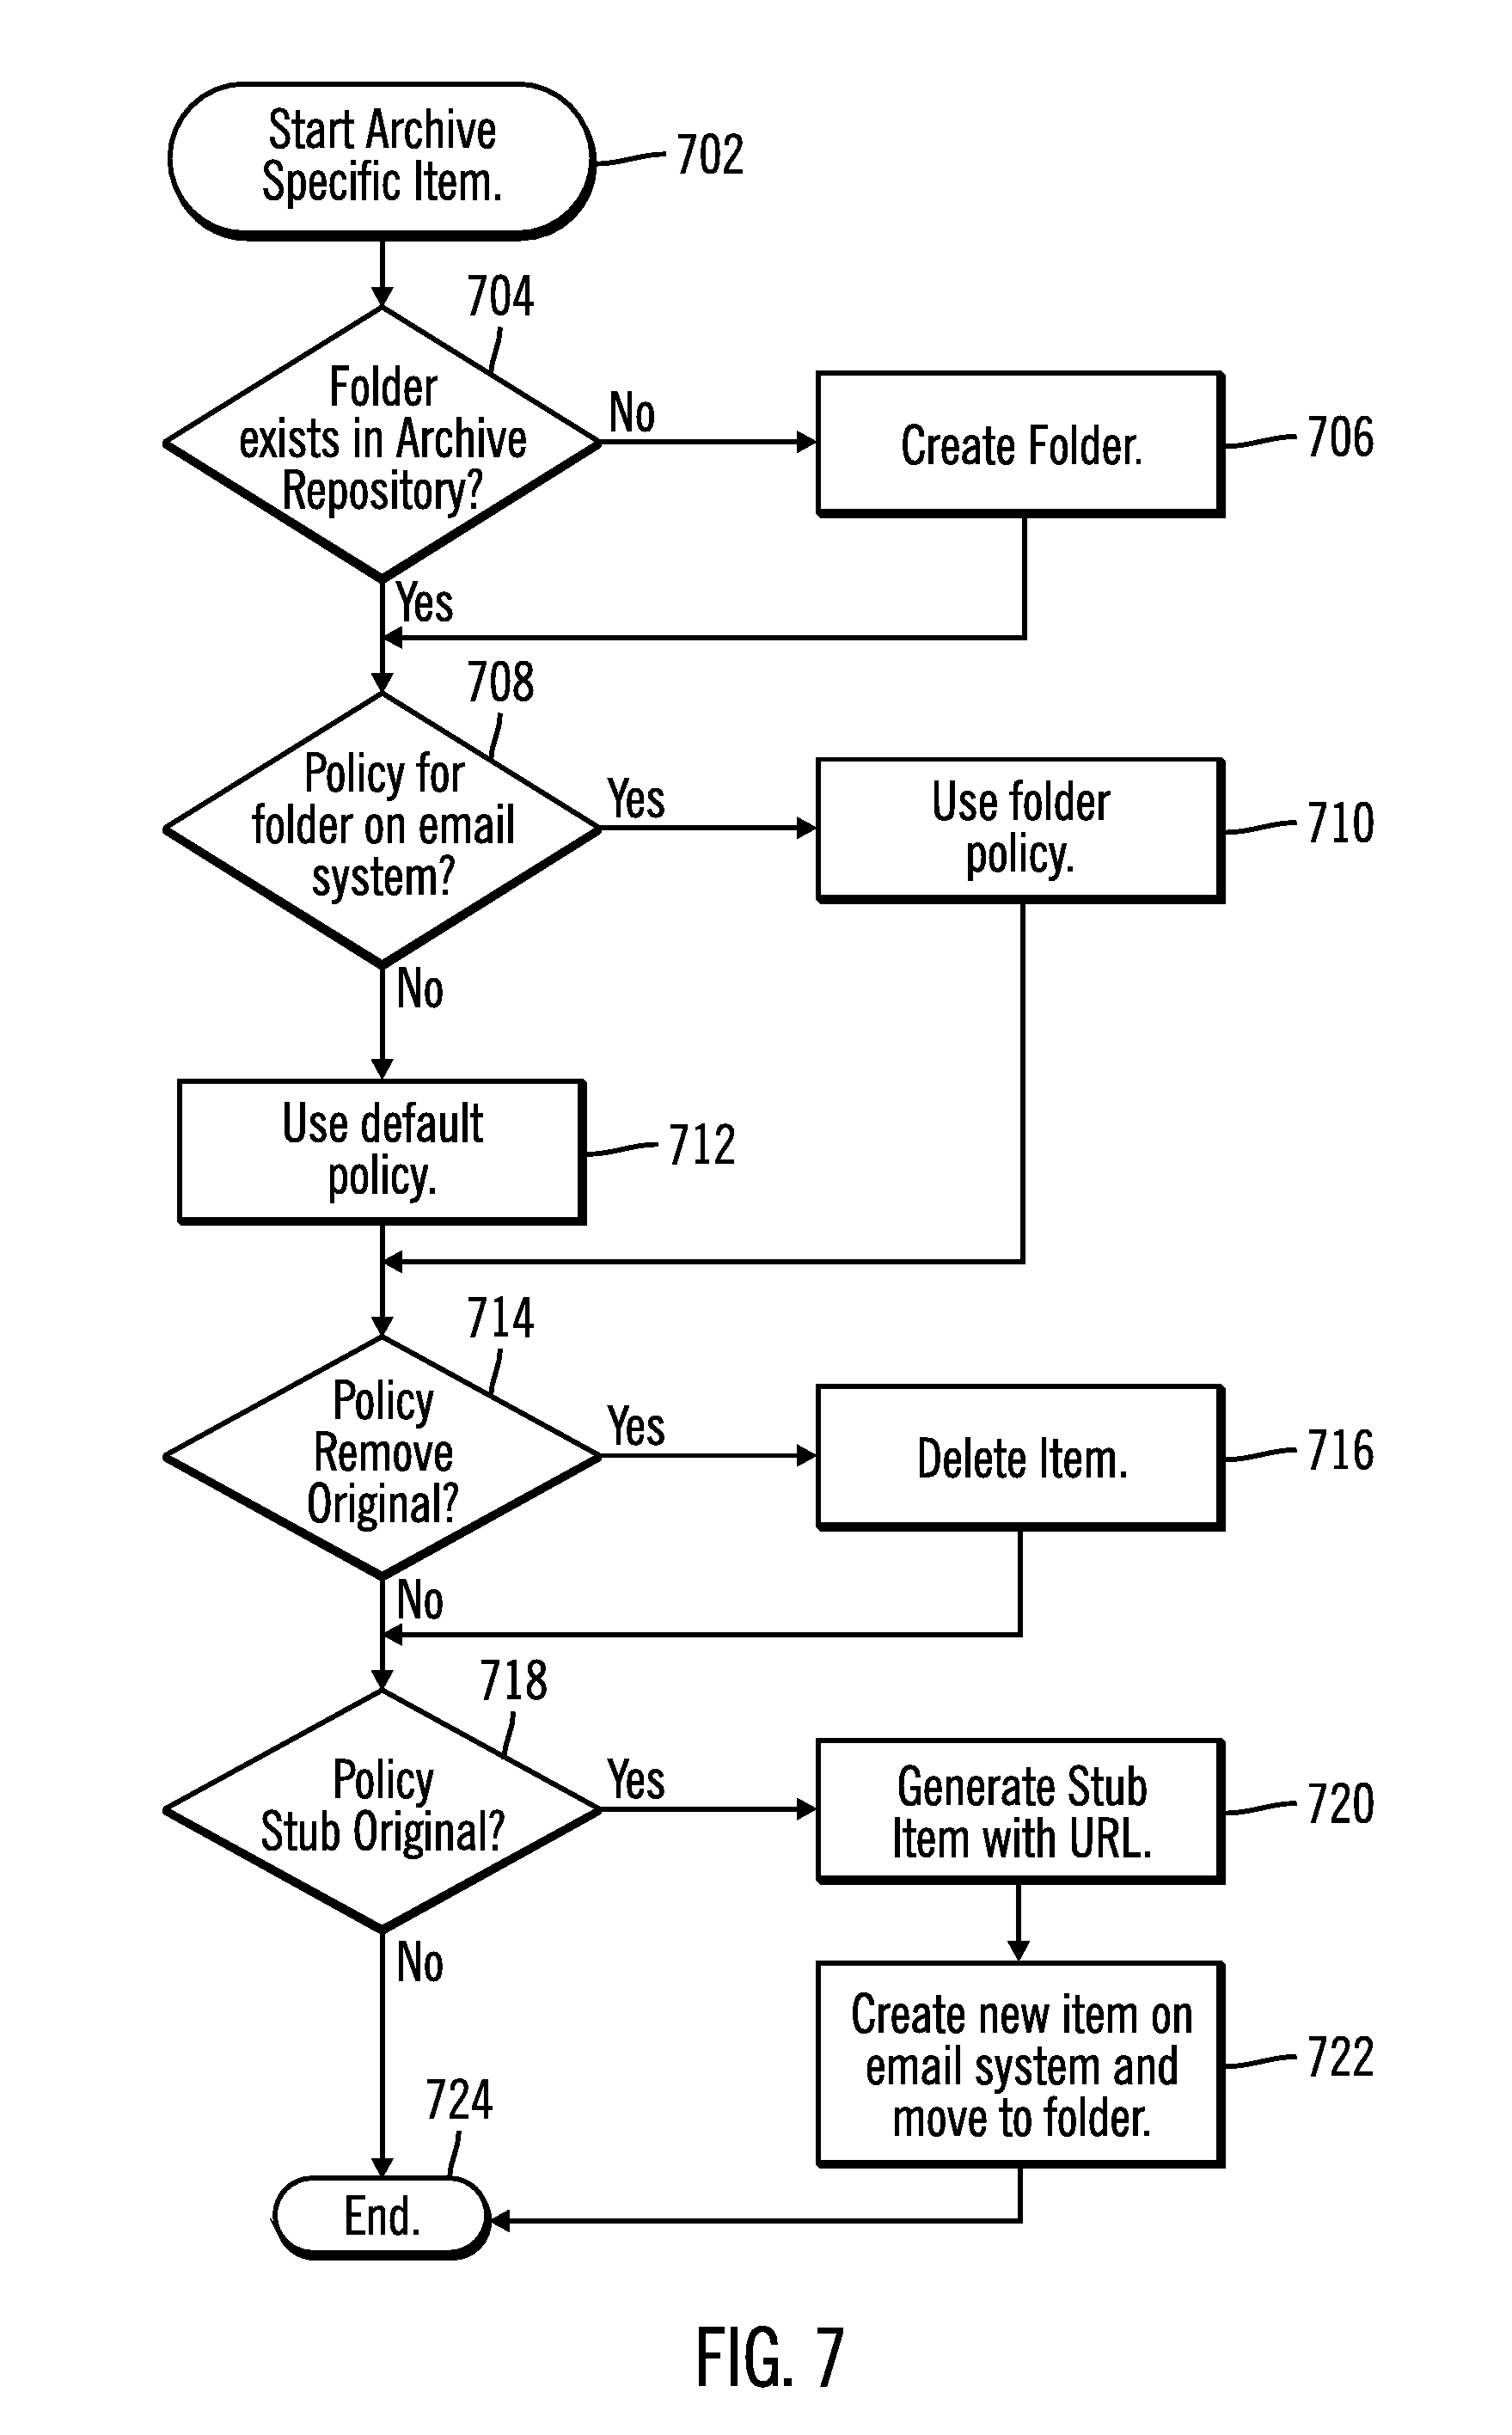 Start Archive
Specific Item.
702
704
Folder
exists in Archive
Repository?
No
Create Folder.
706
Yes
708
Policy for
folder on email
system?
Yes
Use folder
policy.
710
No
Use default
policy.
712
714
Policy
Remove
Original?
Yes
Delete Item.
716
No
718
Policy
Stub Original?
Yes
Generate Stub
Item with URL.
720
No
Create new item on
email system and
move to folder.
722
724
End.
FIG. 7